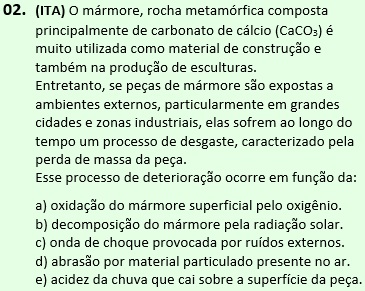 02. (ITA) O mármore, rocha metamórfica composta
principalmente de carbonato de cálcio (CaCO₃) é
muito utilizada como material de construção e
também na produção de esculturas.
Entretanto, se peças de mármore são expostas a
ambientes externos, particularmente em grandes
cidades e zonas industriais, elas sofrem ao longo do
tempo um processo de desgaste, caracterizado pela
perda de massa da peça.
Esse processo de deterioração ocorre em função da:
a) oxidação do mármore superficial pelo oxigênio.
b) decomposição do mármore pela radiação solar.
c) onda de choque provocada por ruídos externos.
d) abrasão por material particulado presente no ar.
e) acidez da chuva que cai sobre a superfície da peça.